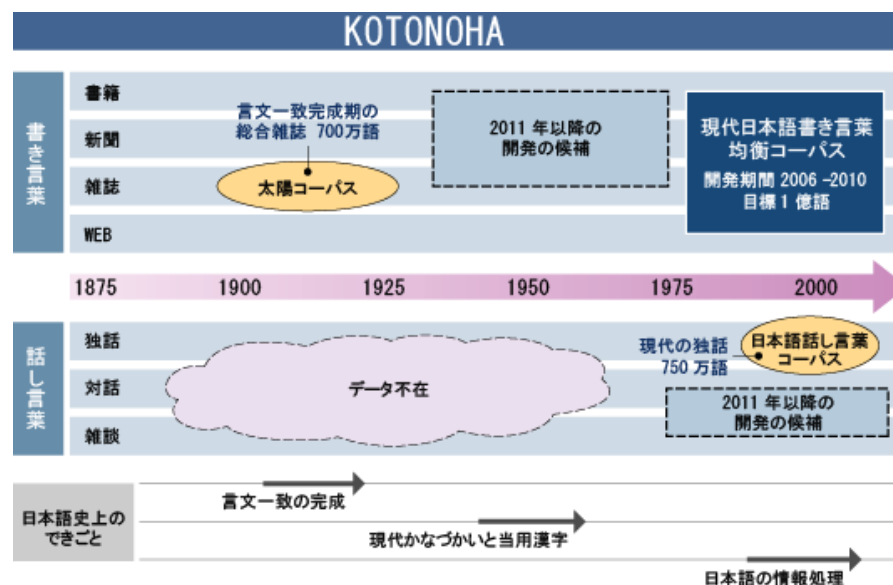 KOTONOHA
書き言葉
書籍
新聞
雑誌
WEB
言文一致完成期の
総合雑誌 700万語
太陽コーパス
2011 年以降の
開発の候補
現代日本語書き言葉
均衡コーパス
開発期間 2006 -2010
目標 1 億語
1875
1900
1925
1950
1975
2000
話し言葉
独話
対話
雑談
データ不在
現代の独話
750 万語
日本語話し言葉
コーパス
2011 年以降の
開発の候補
日本語史上の
できごと
言文一致の完成
現代かなづかいと当用漢字
日本語の情報処理